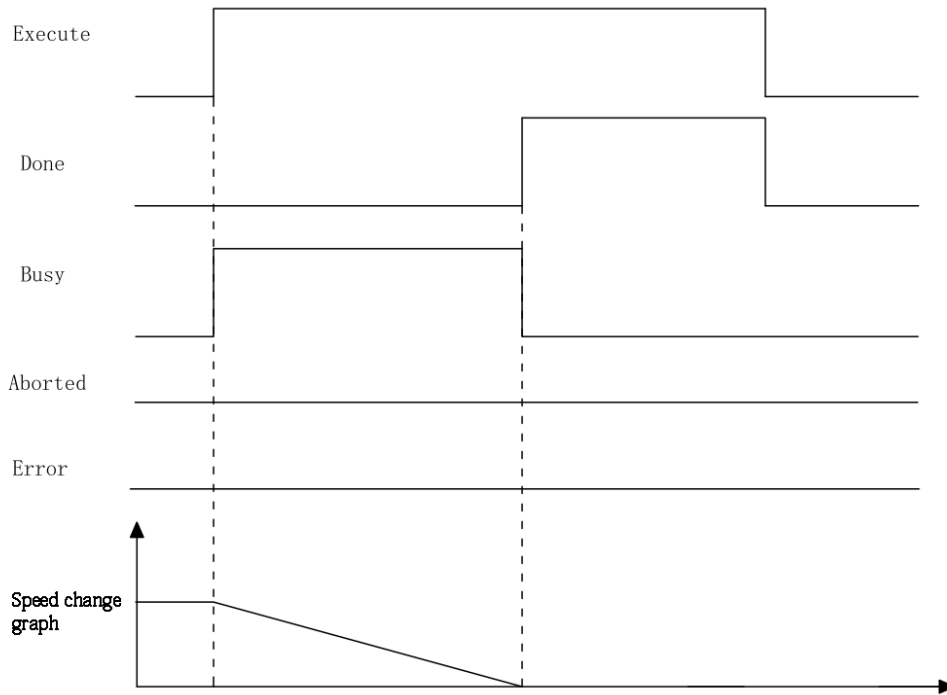 Execute
Done
Busy
Aborted
Error
Speed change
graph